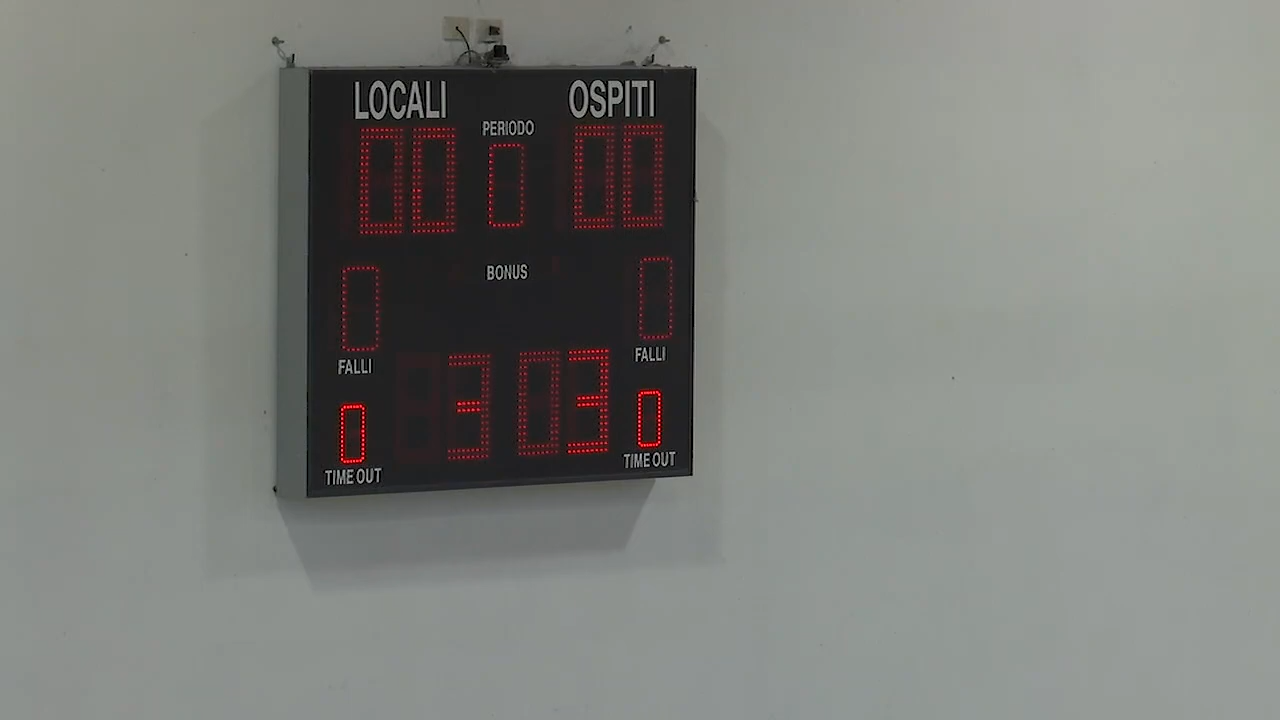 LOCALI OSPITI
PERIODO
00 0 00
BONUS
0 0
FALLI FALLI
3 03
0 0
TIME OUT TIME OUT